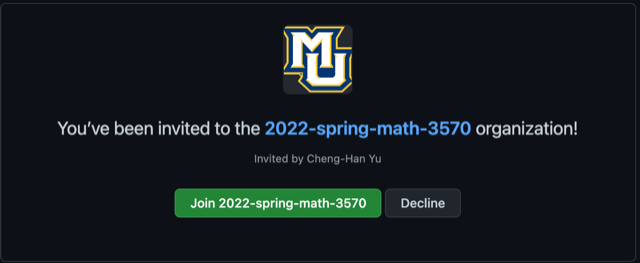 MU
You’ve been invited to the 2022-spring-math-3570 organization!
Invited by Cheng-Han Yu
Join 2022-spring-math-3570 Decline